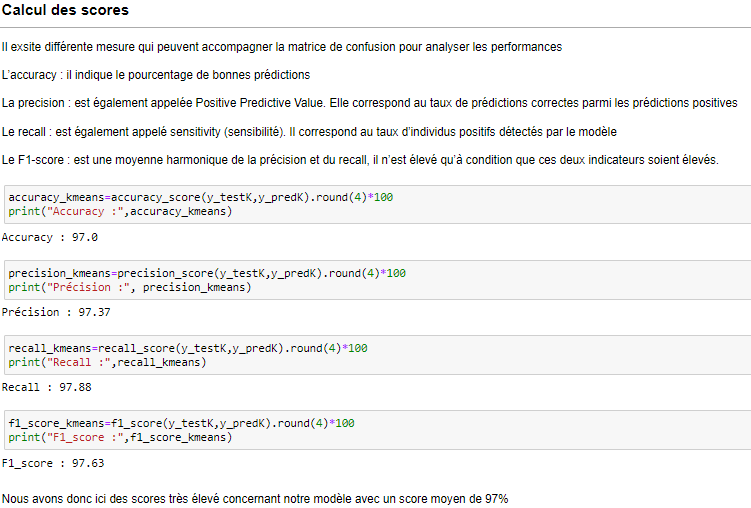 Calcul des scores
Il exsite différente mesure qui peuvent accompagner la matrice de confusion pour analyser les performances
L'accuracy : il indique le pourcentage de bonnes prédictions
La precision : est également appelée Positive Predictive Value. Elle correspond au taux de prédictions correctes parmi les prédictions positives
Le recall : est également appelé sensitivity (sensibilité). Il correspond au taux d'individus positifs détectés par le modèle
Le F1-score : est une moyenne harmonique de la précision et du recall, il n'est élevé qu'à condition que ces deux indicateurs soient élevés.
accuracy_kmeans=accuracy_score(y_testK,y_predK).round(4)*100
print("Accuracy :",accuracy_kmeans)
Accuracy : 97.0
precision_kmeans=precision_score(y_testK,y_predK).round(4)*100
print("Précision :", precision_kmeans)
Précision : 97.37
recall_kmeans=recall_score(y_testK,y_predK).round(4)*100
print("Recall :",recall_kmeans)
Recall : 97.88
f1_score_kmeans=f1_score(y_testK,y_predK).round(4)*100
print("F1_score :",f1_score_kmeans)
F1_score : 97.63
Nous avons donc ici des scores très élevé concernant notre modèle avec un score moyen de 97%